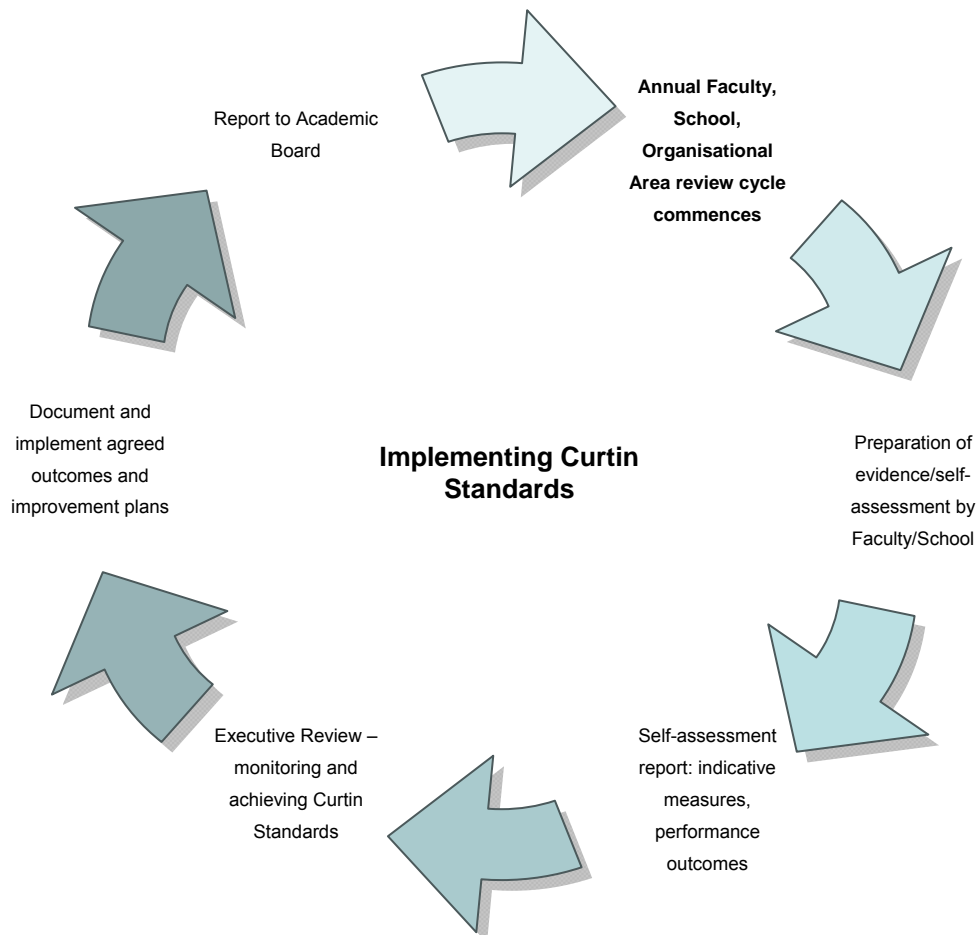 Report to Academic
Board
Annual Faculty,
School,
Organisational
Area review cycle
commences
Document and
implement agreed
outcomes and
improvement plans
Implementing Curtin
Standards
Preparation of
evidence/self-
assessment by
Faculty/School
Executive Review –
monitoring and
achieving Curtin
Standards
Self-assessment
report: indicative
measures,
performance
outcomes